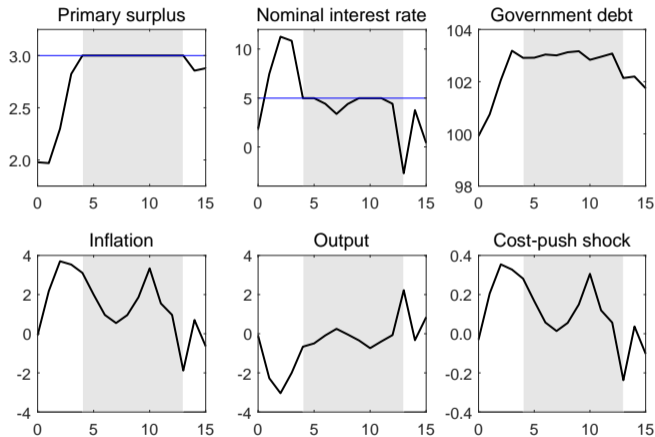 Primary surplus
3.0
2.5
2.0
0 5 10 15
Nominal interest rate
10
5
0
0 5 10 15
Government debt
104
102
100
98
0 5 10 15
Inflation
4
2
0
-2
-4
0 5 10 15
Output
4
2
0
-2
-4
0 5 10 15
Cost-push shock
0.4
0.2
0.0
-0.2
-0.4
0 5 10 15